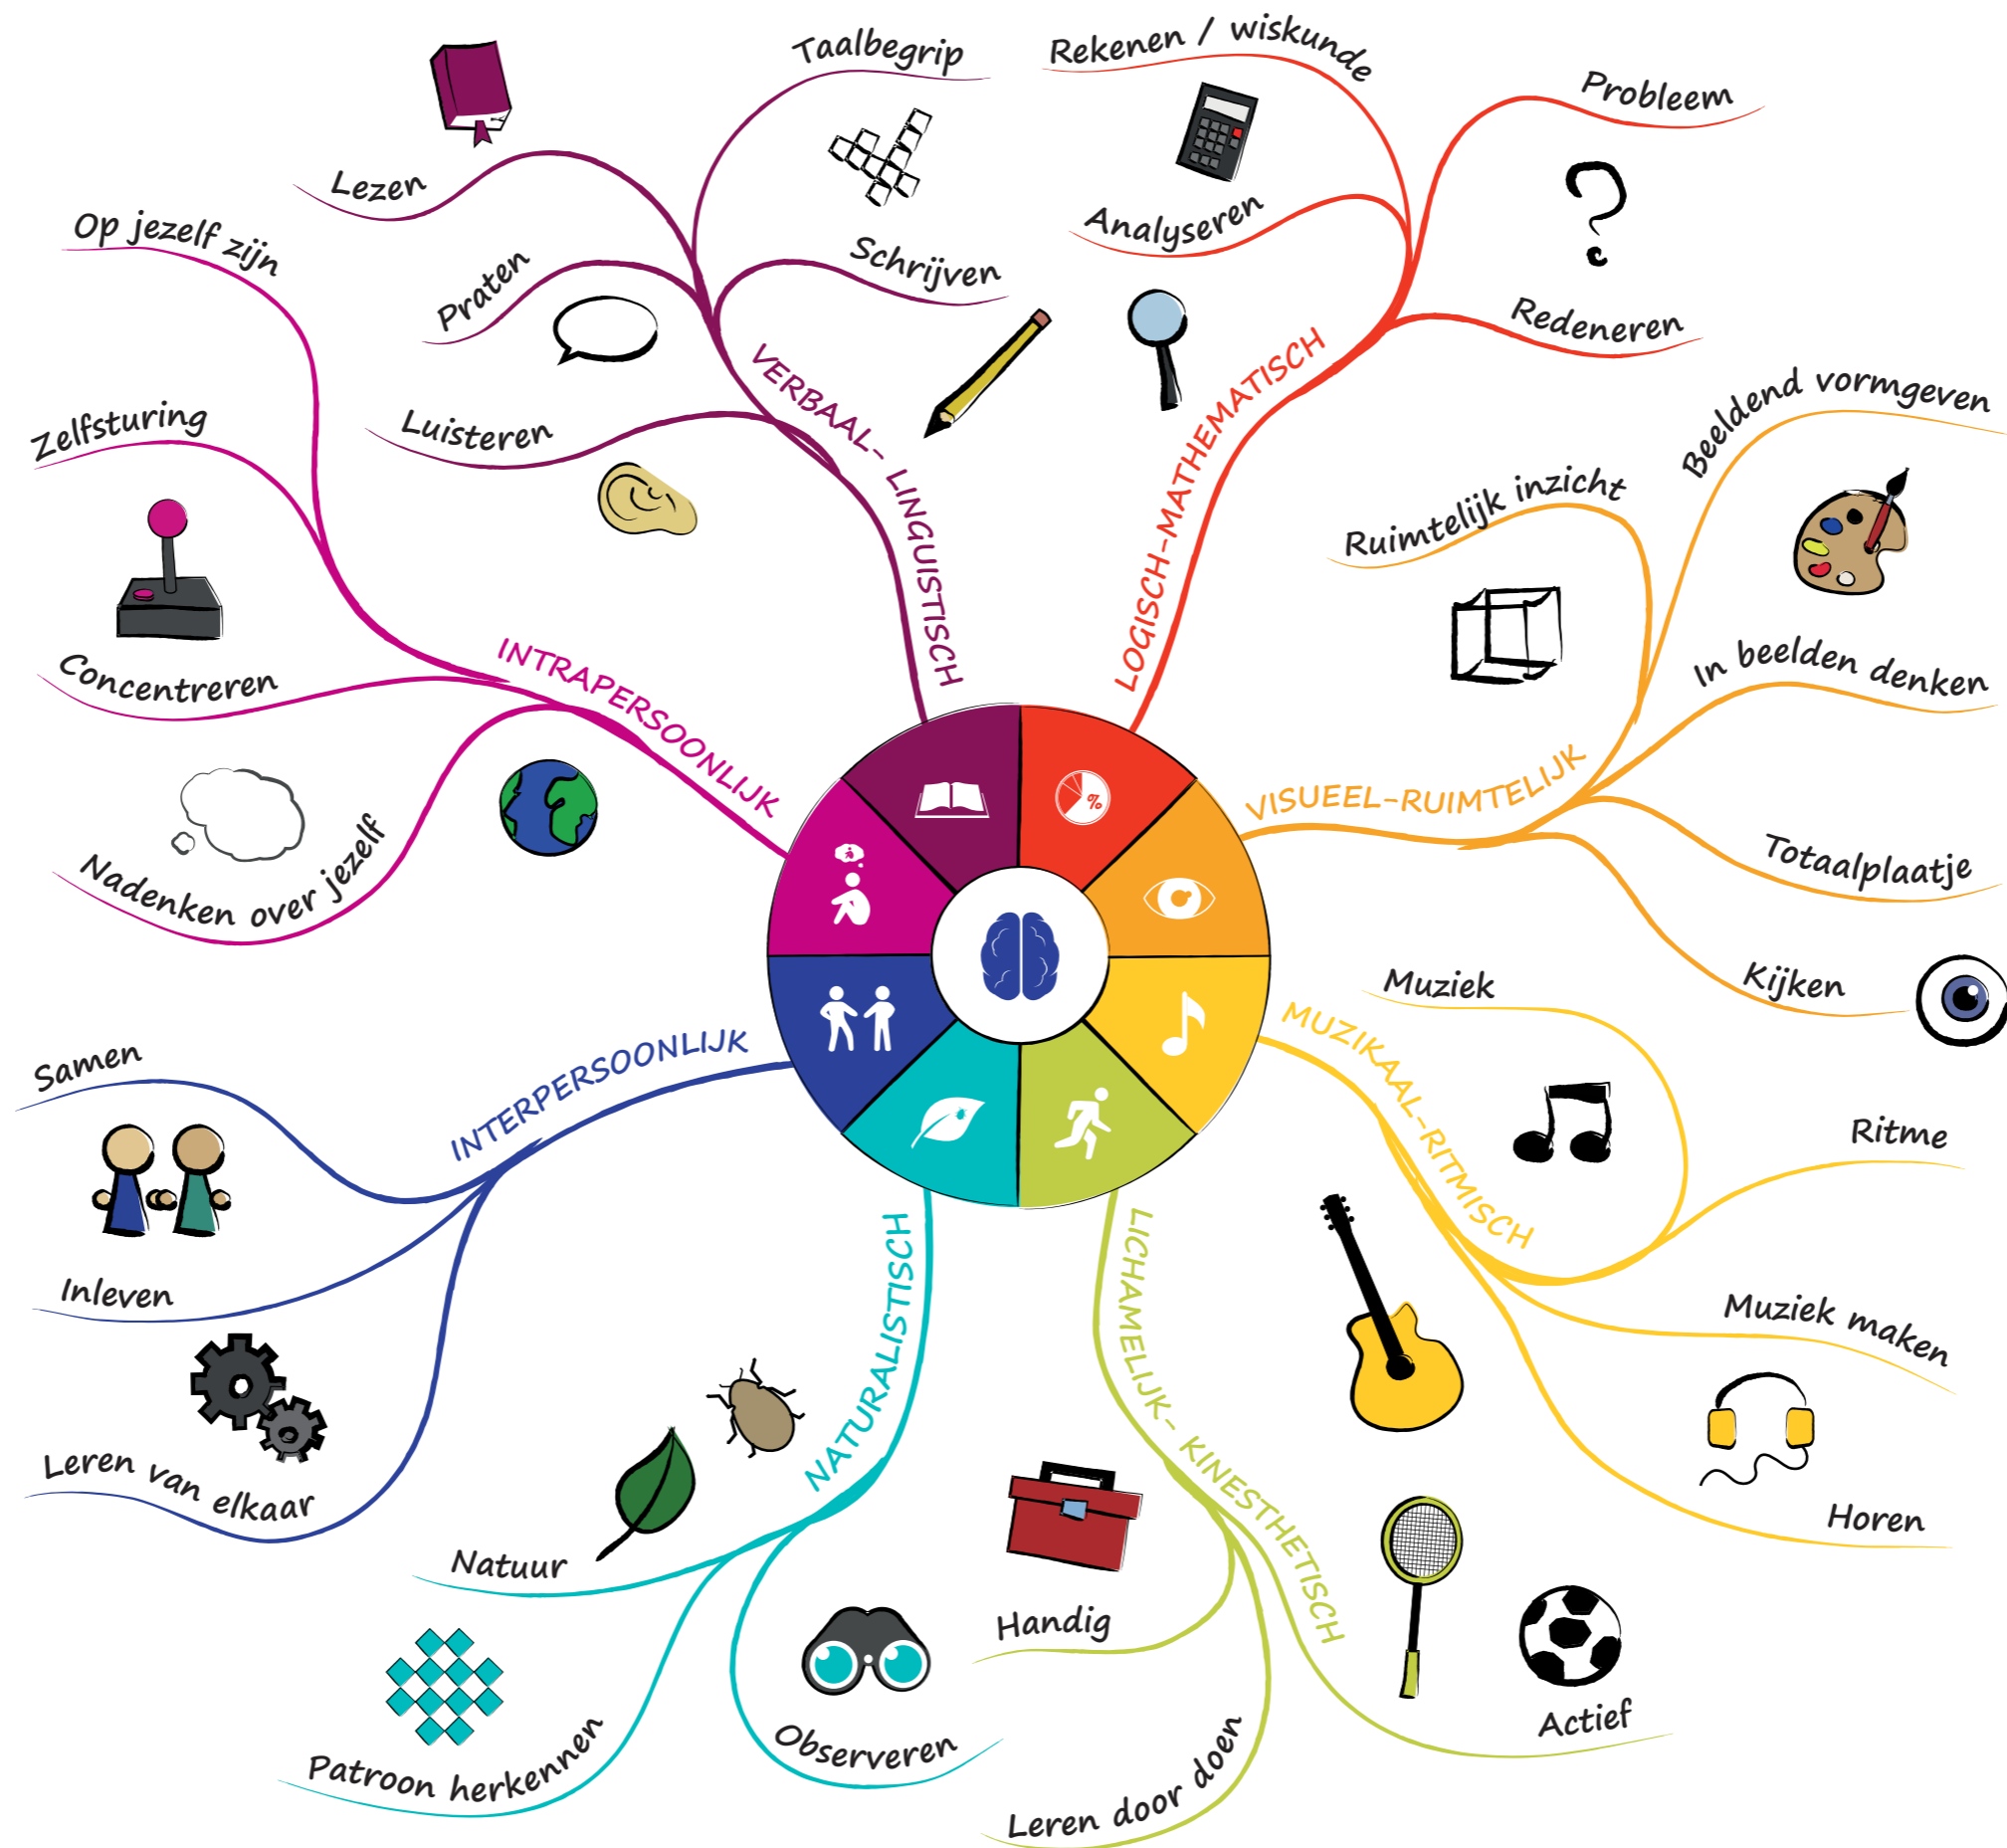 Taalbegrip
Lezen
Praten
Schrijven
Luisteren
VERBAAL- LINGUISTISCH
Rekenen / wiskunde
Probleem
Analyseren
Redeneren
LOGISCH-MATHEMATISCH
Beeldend vormgeven
Ruimtelijk inzicht
In beelden denken
VISUEEL-RUIMTELIJK
Totaalplaatje
Kijken
Muziek
MUZIKAAL-RITMISCH
Ritme
Muziek maken
Horen
LICHAMELIJK- KINESTHETISCH
Handig
Actief
Leren door doen
NATURALISTISCH
Natuur
Observeren
Patroon herkennen
INTERPERSOONLIJK
Samen
Inleven
Leren van elkaar
INTRAPERSOONLIJK
Op jezelf zijn
Zelfsturing
Concentreren
Nadenken over jezelf
%